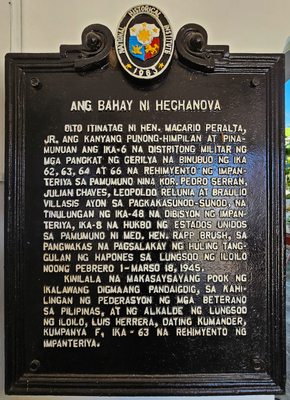 NATIONAL HISTORICAL INSTITUTE
1983
ANG BAHAY NI HECHANOVA
DITO ITINATAG NI HEN. MACARIO PERALTA,
JR. ANG KANYANG PUNONG-HIMPILAN AT PINA-
MUNUAN ANG IKA-6 NA DISTRITONG MILITAR NG
MGA PANGKAT NG GERILYA NA BINUBUO NG IKA
62, 63, 64 AT 66 NA REHIMYENTO NG IMPAN-
TERIYA SA PAMUMUNO NINA KOR. PEDRO SERRAN,
JULIAN CHAVES, LEOPOLDO RELUNIA AT BRAULIO
VILLASIS AYON SA PAGKAKASUNOD-SUNOD, NA
TINULUNGAN NG IKA-48 NA DIBISYON NG IMPAN-
TERIYA, IKA-8 NA HUKBO NG ESTADOS UNIDOS
SA PAMUMUNO NI MED. HEN. RAPP BRUSH, SA
PANGWAKAS NA PAGSALAKAY NG HULING TANG-
GULAN NG HAPONES SA LUNGSOD NG ILOILO
NOONG PEBRERO 1-MARSO 18, 1945.
KINILALA NA MAKASAYSAYANG POOK NG
IKALAWANG DIGMAANG PANDAIGDIG, SA KAHI-
LINGAN NG PEDERASYON NG MGA BETERANO
SA PILIPINAS, AT NG ALKALDE NG LUNGSOD
NG ILOILO, LUIS HERRERA, DATING KUMANDER,
KUMPANYA F, IKA-63 NA REHIMYENTO NG
IMPANTERIYA.